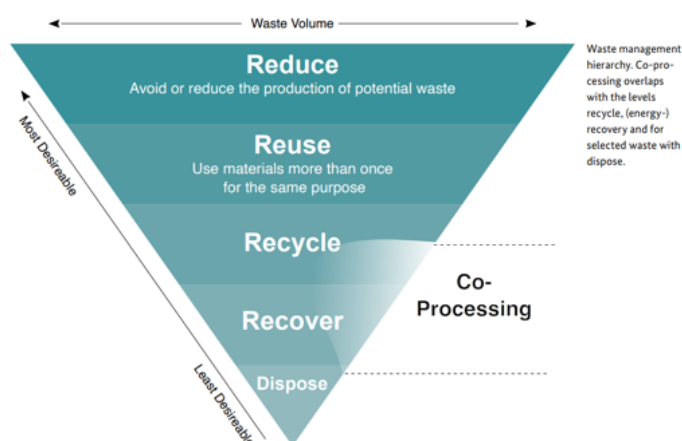 Waste Volume
Reduce
Avoid or reduce the production of potential waste
Reuse
Use materials more than once
for the same purpose
Recycle
Recover
Dispose
Most Desireable
Least Desireable
Co-
Processing
Waste management
hierarchy. Co-pro-
cessing overlaps
with the levels
recycle, (energy-)
recovery and for
selected waste with
dispose.